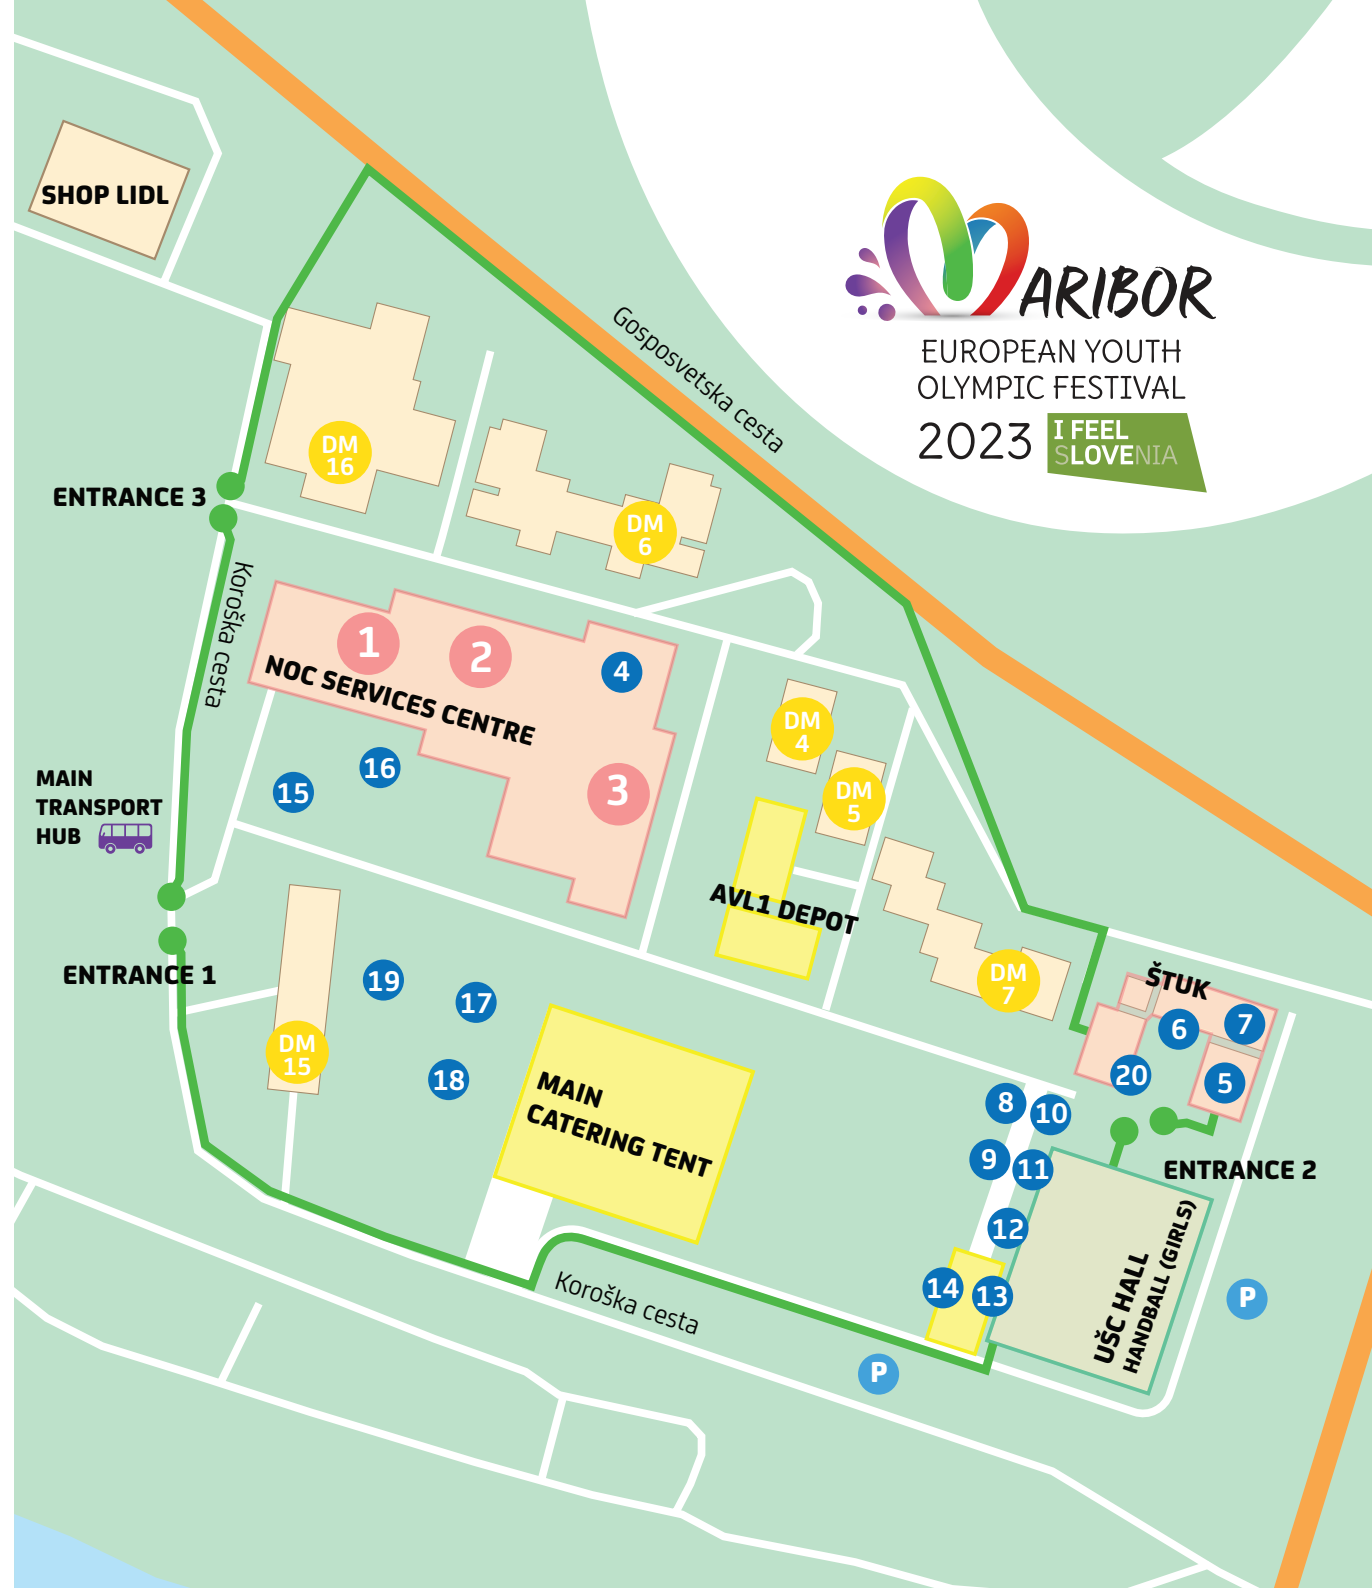 SHOP LIDL
ARIBOR
EUROPEAN YOUTH
OLYMPIC FESTIVAL
2023
I FEEL
SLOVENIA
Gosposvetska cesta
DM
16
ENTRANCE 3
DM
6
Koroška cesta
1
2
4
NOC SERVICES CENTRE
3
15
16
MAIN
TRANSPORT
HUB
DM
4
DM
5
AVL1 DEPOT
DM
7
ENTRANCE 1
19
17
18
DM
15
MAIN
CATERING TENT
ŠTUK
6
7
20
5
8
10
9
11
12
14
13
ENTRANCE 2
UŠC HALL
HANDBALL (GIRLS)
P
Koroška cesta
P